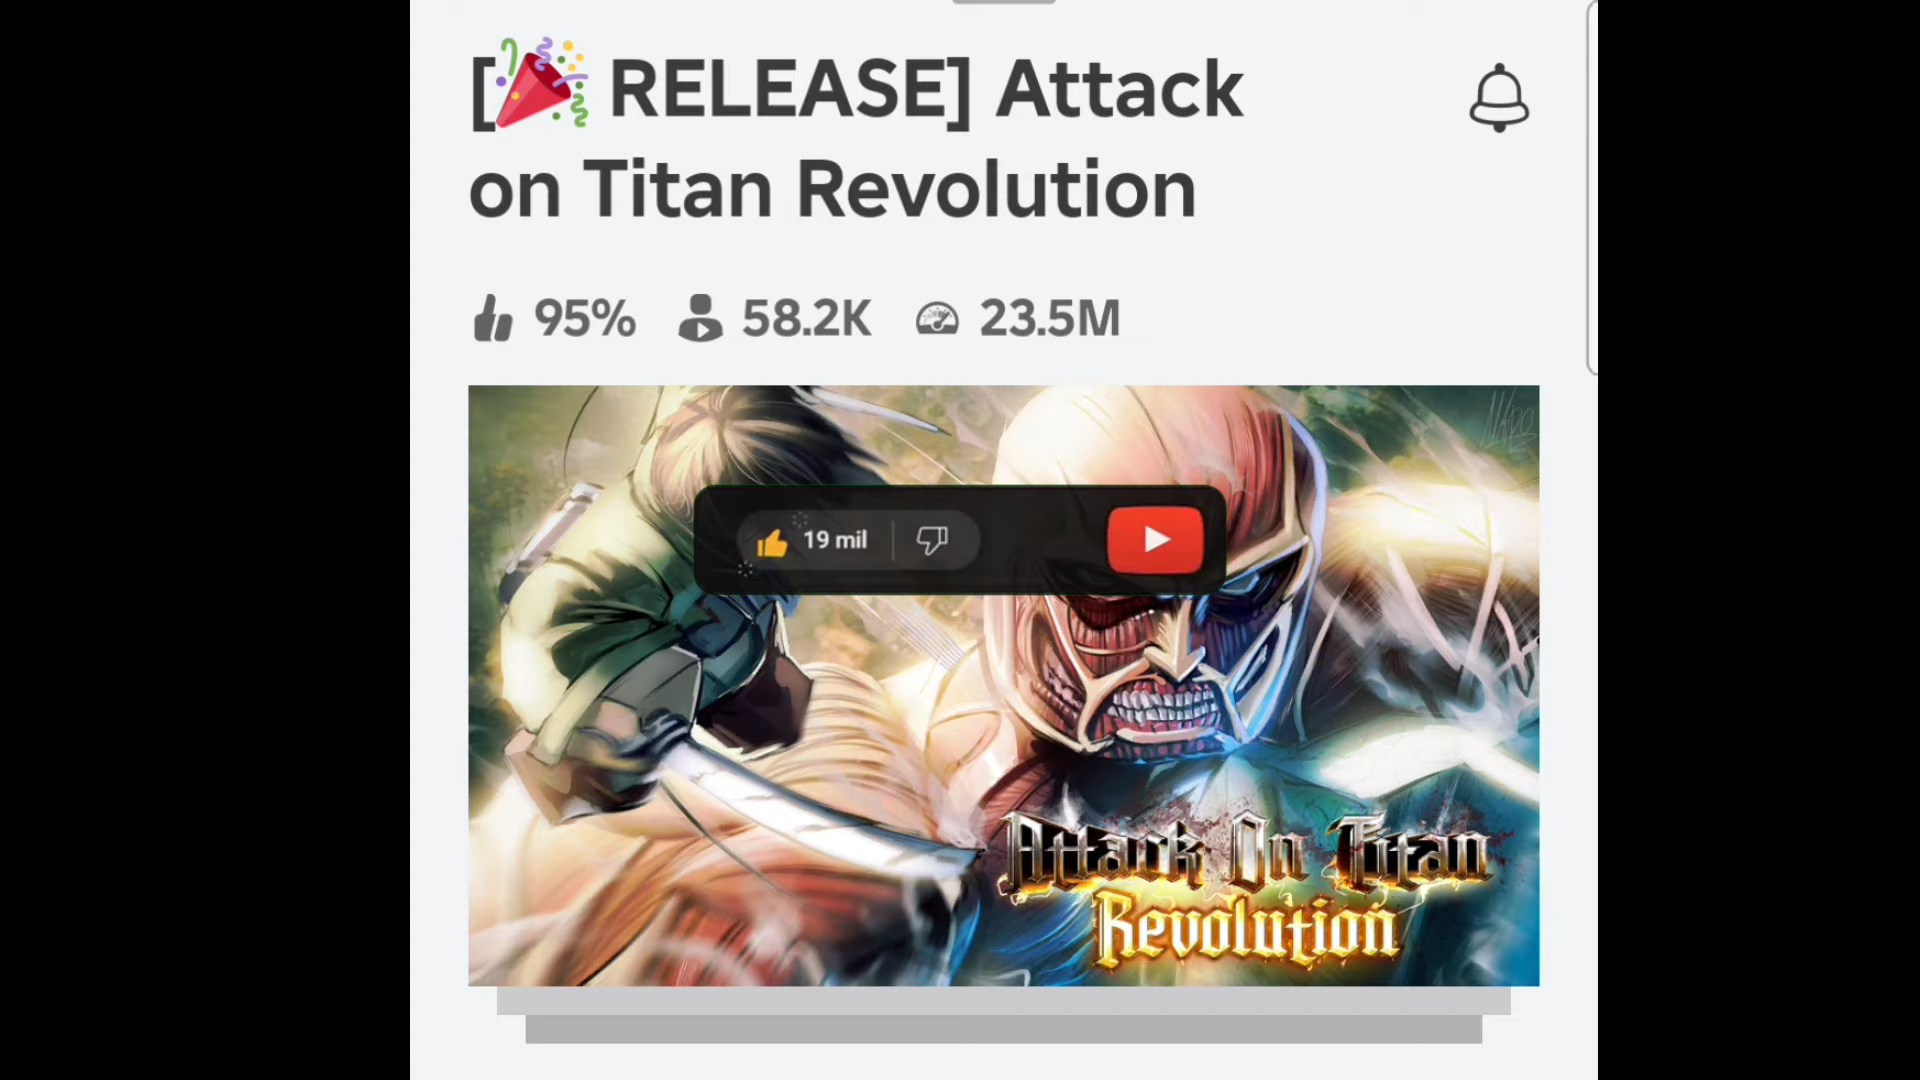 [🎉 RELEASE] Attack
on Titan Revolution
95% 58.2K 23.5M
19 mil
Attack On Titan
Revolution